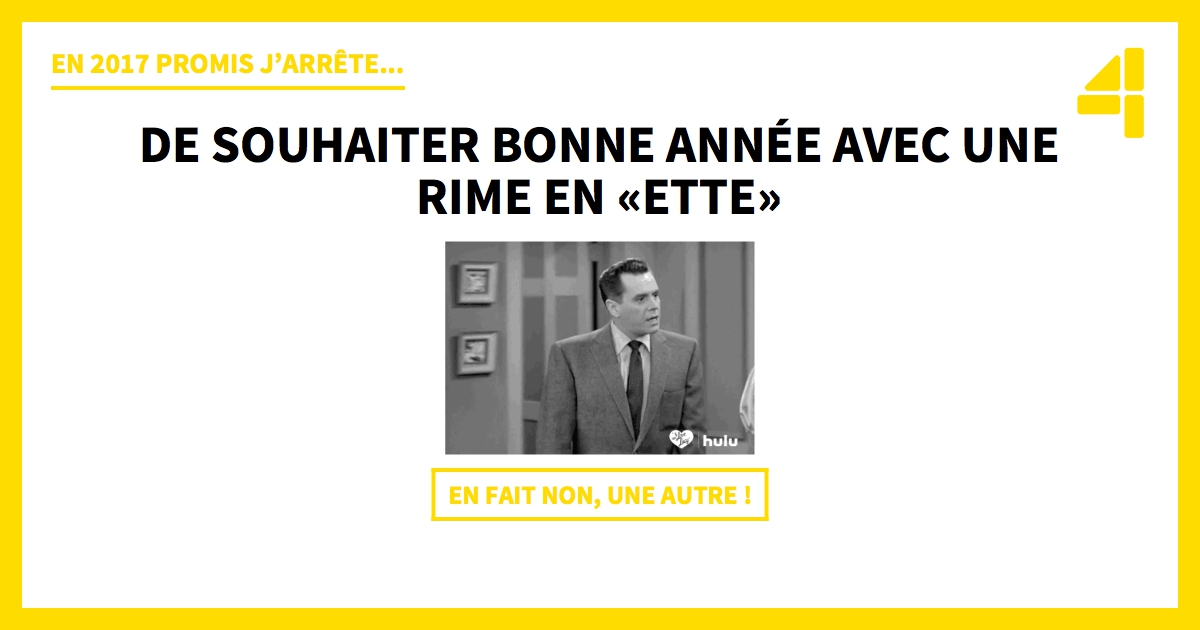 EN 2017 PROMIS J’ARRÊTE...
4
DE SOUHAITER BONNE ANNÉE AVEC UNE
RIME EN «ETTE»
hulu
EN FAIT NON, UNE AUTRE !